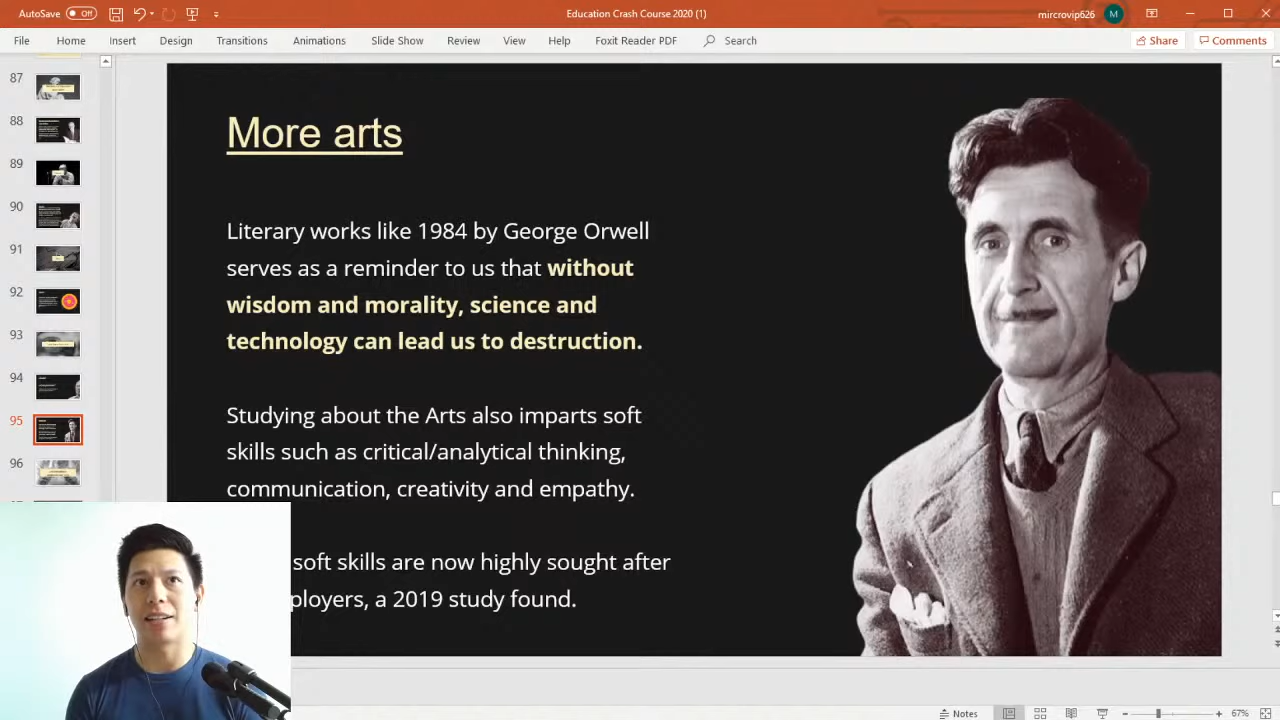 AutoSave Off
Education Crash Course 2020 (1)
mircrovip626 M
File Home Insert Design Transitions Animations Slide Show Review View Help Foxit Reader PDF Search
Share Comments
87
88
89
90
91
92
93
94
95
96
More arts
Literary works like 1984 by George Orwell
serves as a reminder to us that without
wisdom and morality, science and
technology can lead us to destruction.
Studying about the Arts also imparts soft
skills such as critical/analytical thinking,
communication, creativity and empathy.
soft skills are now highly sought after
ployers, a 2019 study found.
Notes
67%